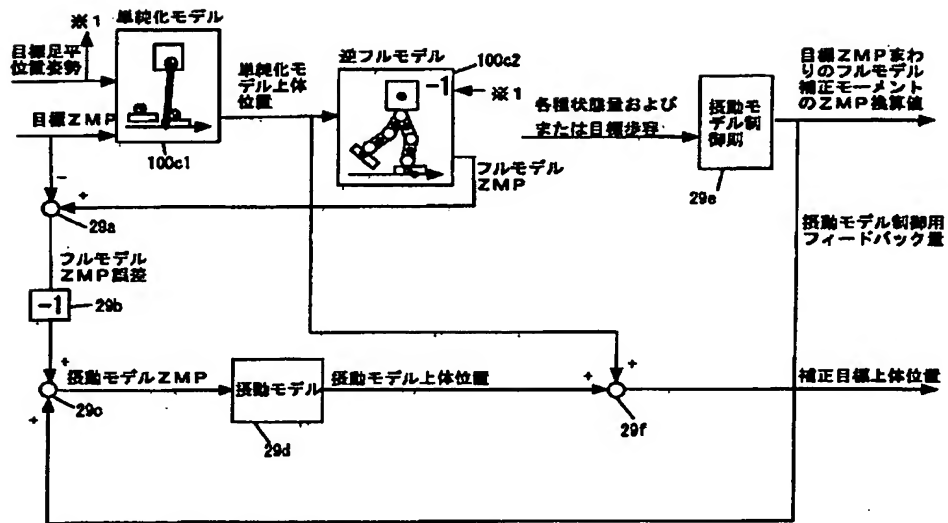 ※1
単純化モデル
目標足平
位置姿勢
目標ZMP
100c1
単純化モ
デル上体
位置
逆フルモデル
100c2
-1
※1
フルモデル
ZMP
各種状態量および
または目標歩容
摂動モ
デル制
御則
29e
目標ZMPまわ
りのフルモデル
補正モーメント
のZMP換算値
摂動モデル制御用
フィードバック量
-
+
29a
フルモデル
ZMP誤差
-1
29b
+
+
29c
摂動モデルZMP
摂動モデル
29d
摂動モデル上体位置
+
+
29f
補正目標上体位置